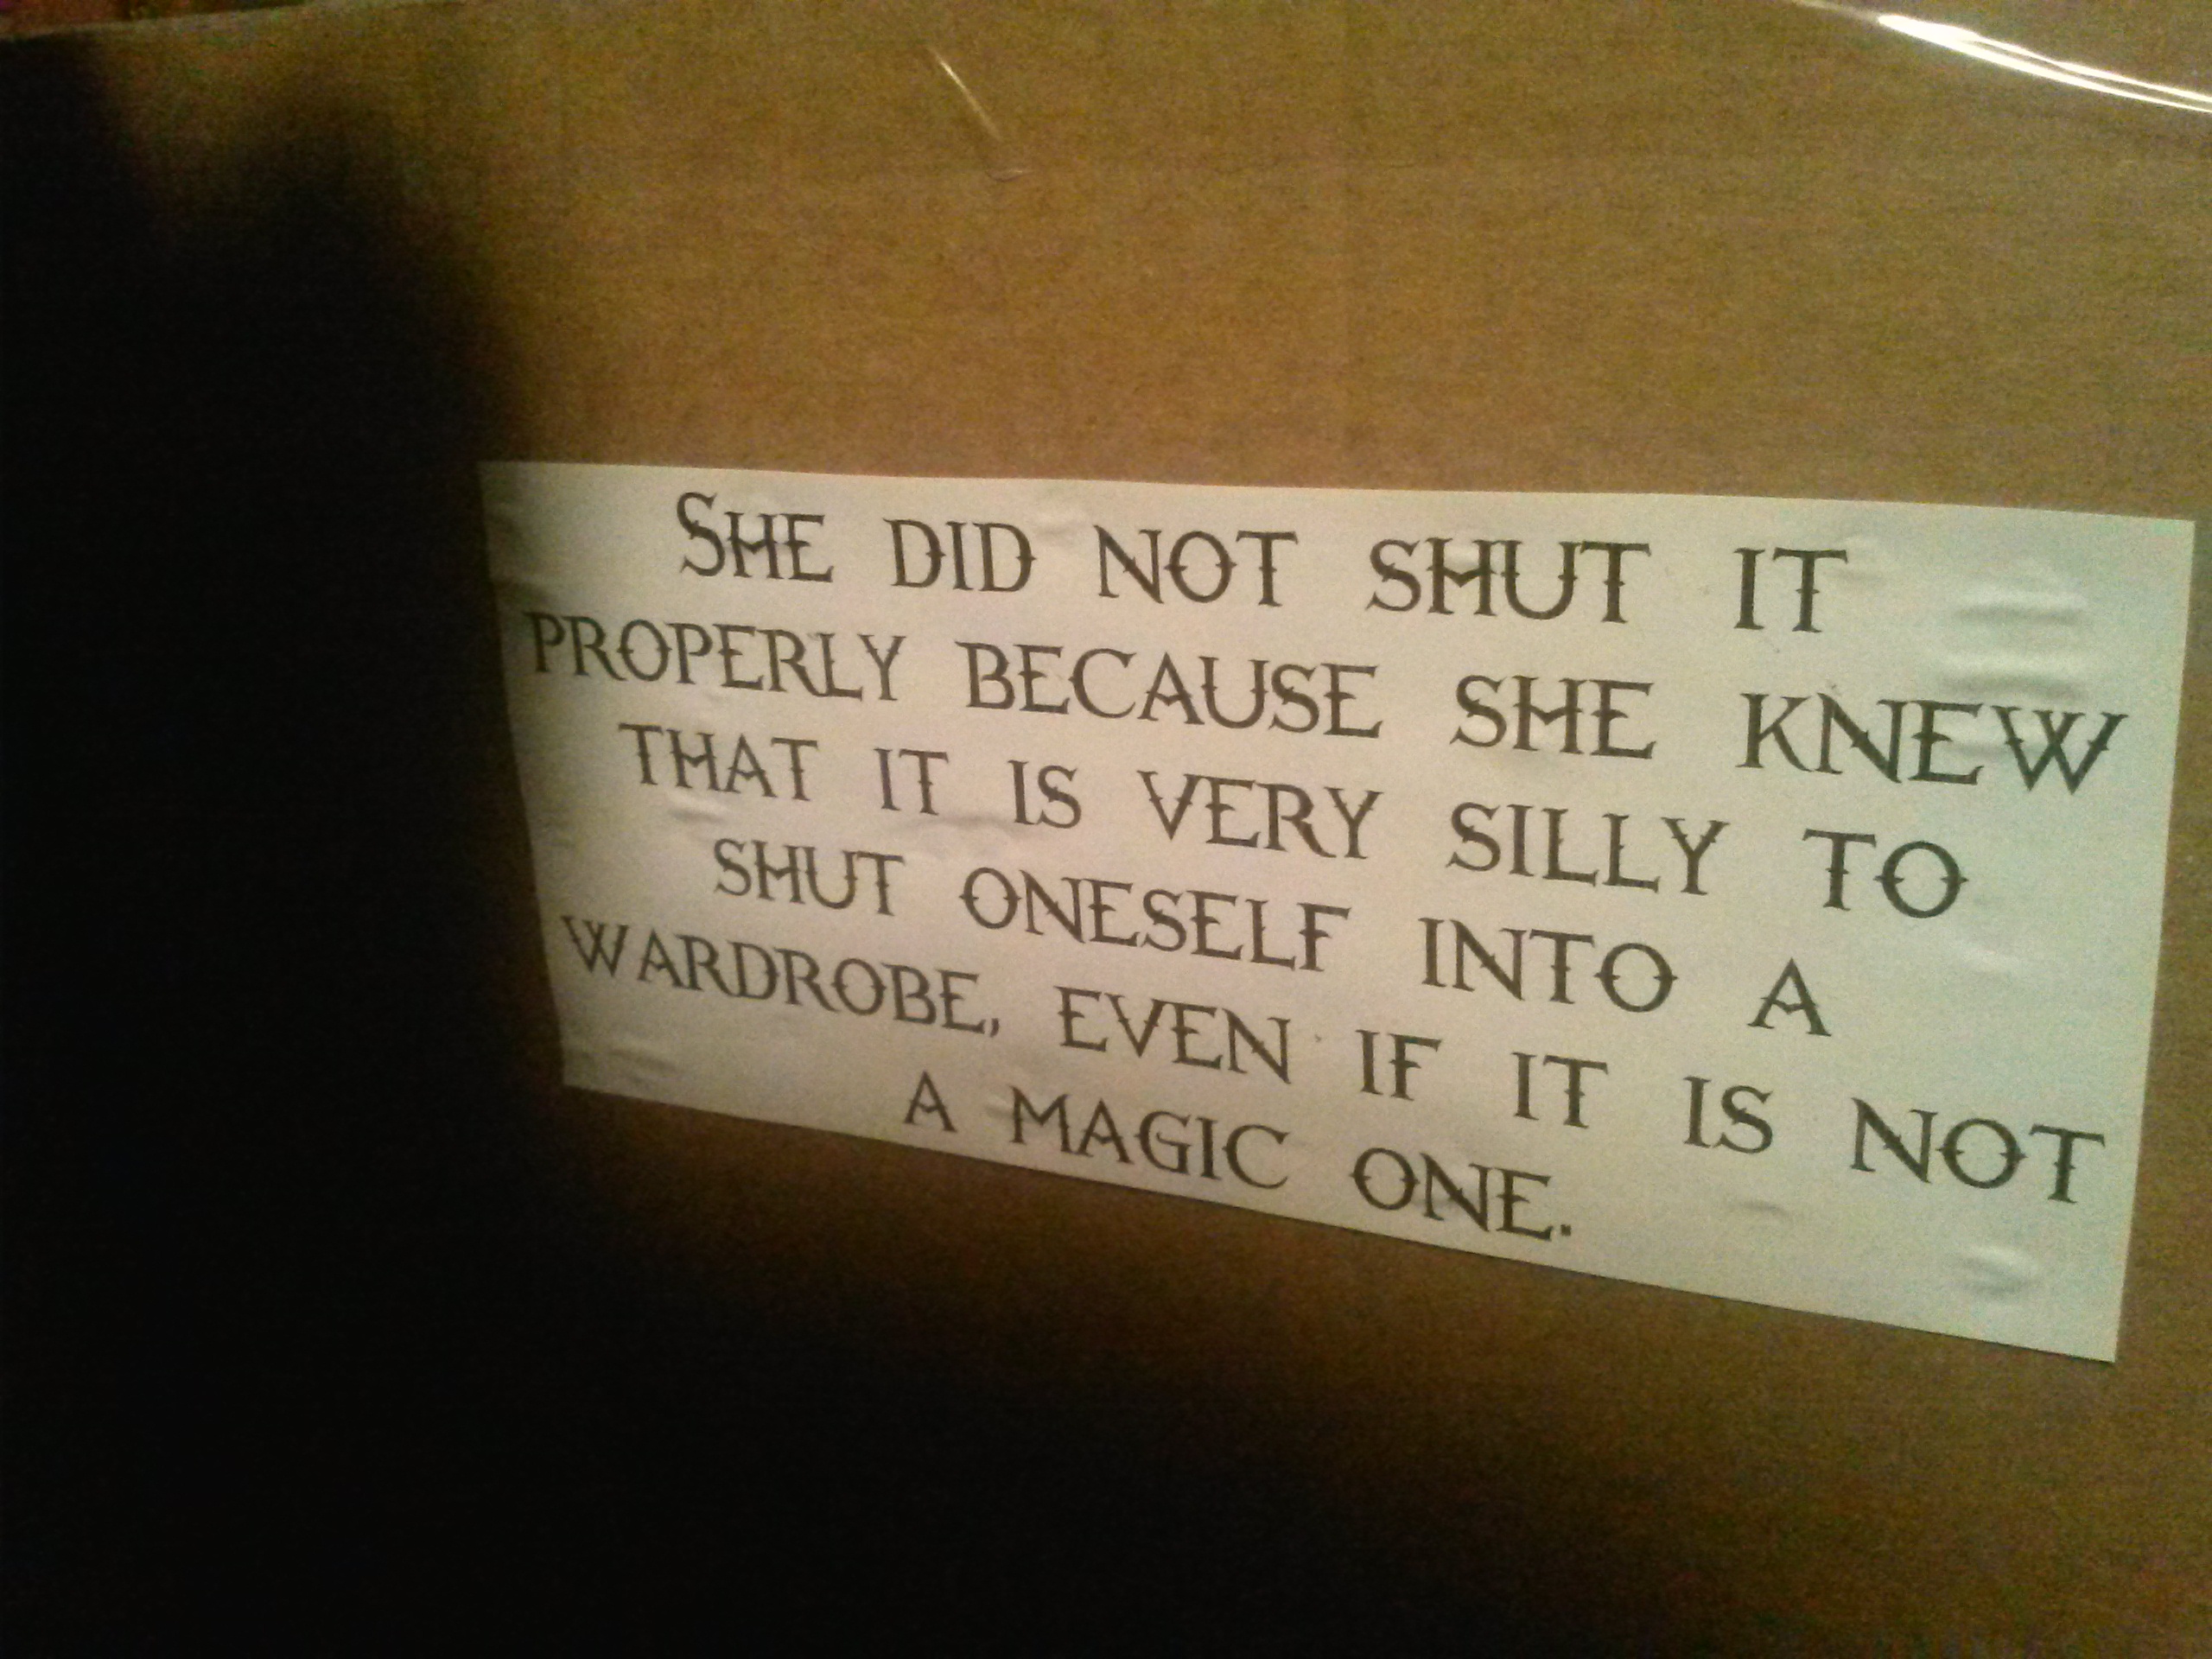 She did not shut it
properly because she knew
that it is very silly to
shut oneself into a
wardrobe, even if it is not
a magic one.